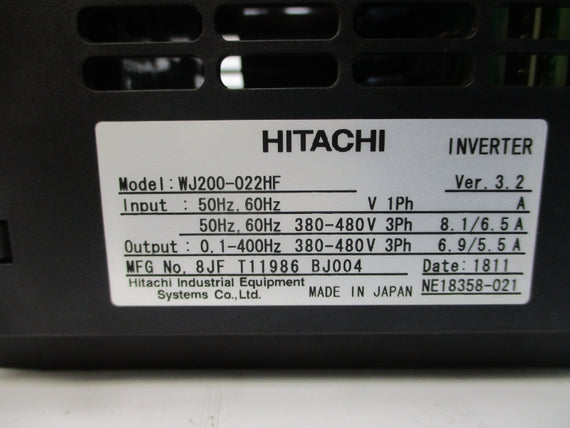 HITACHI INVERTER
Model:WJ200-022HF Ver. 3.2
Input : 50Hz, 60Hz V 1Ph A
50Hz, 60Hz 380-480V 3Ph 8.1/6.5 A
Output : 0.1-400Hz 380-480V 3Ph 6.9/5.5 A
MFG No. 8JF T11986 BJ004 Date: 1811
Hitachi Industrial Equipment
Systems Co.,Ltd. MADE IN JAPAN NE18358-021